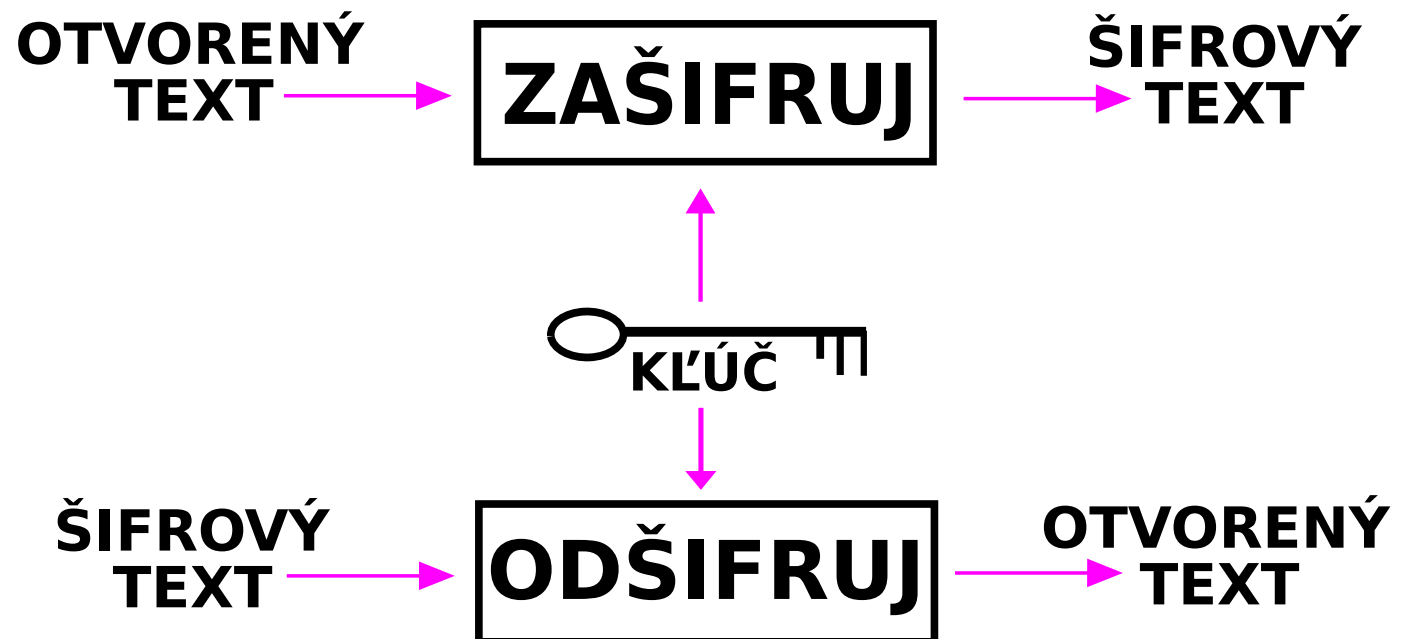 OTVORENÝ
TEXT
ZAŠIFRUJ
ŠIFROVÝ
TEXT
KĽÚČ
ŠIFROVÝ
TEXT
ODŠIFRUJ
OTVORENÝ
TEXT